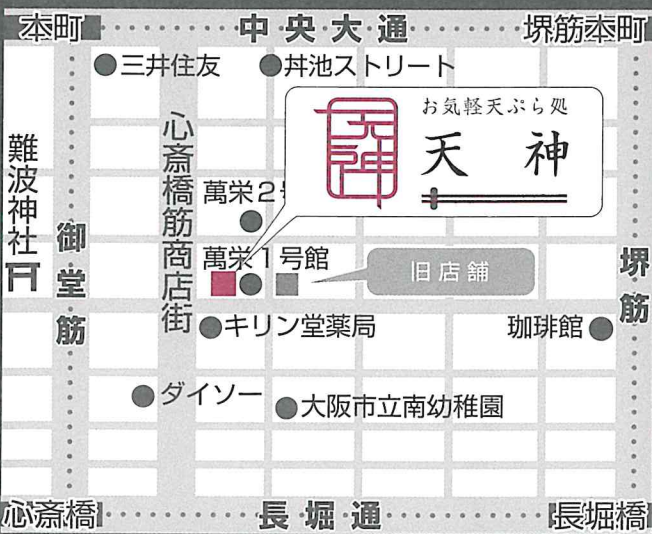 本町
中央大通
堺筋本町
三井住友
丼池ストリート
お気軽天ぷら処
天神
天神
難波神社
御堂筋
心斎橋筋商店街
萬栄2
萬栄1号館
旧店舗
堺筋
キリン堂薬局
珈琲館
ダイソー
大阪市立南幼稚園
心斎橋
長堀通
長堀橋